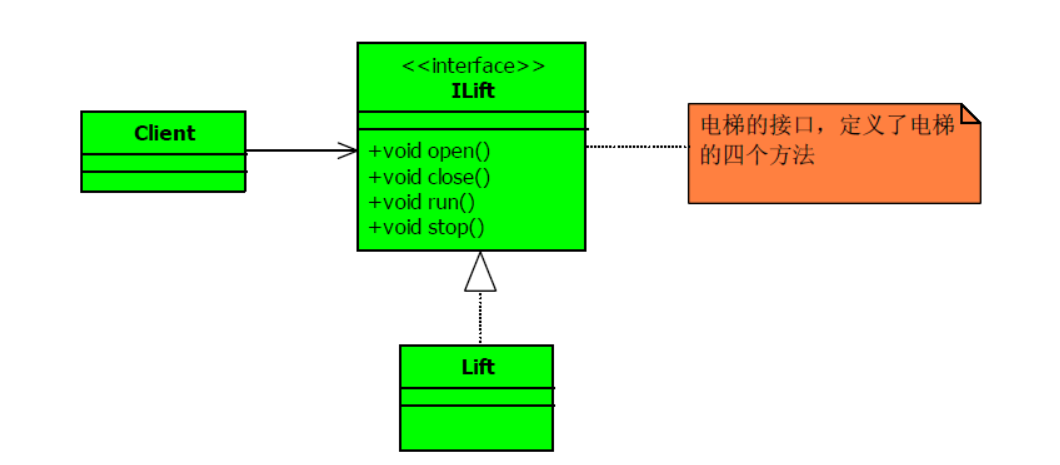 <<interface>>
ILift
Client
+void open()
+void close()
+void run()
+void stop()
电梯的接口，定义了电梯
的四个方法
Lift